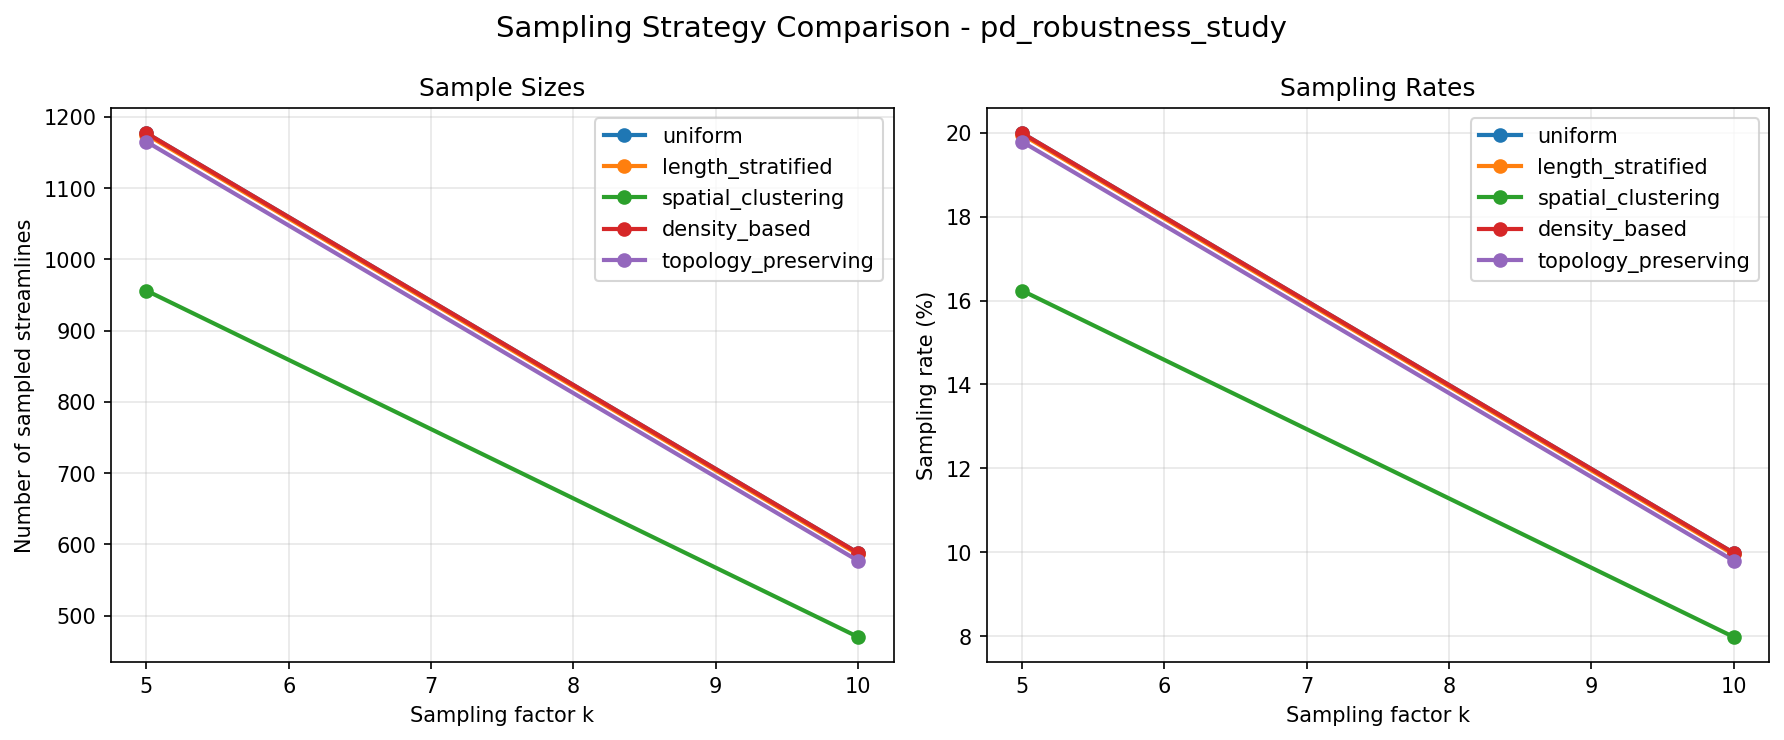 Sampling Strategy Comparison - pd_robustness_study
Sample Sizes
Number of sampled streamlines
1200
1100
1000
900
800
700
600
500
5
6
7
8
9
10
Sampling factor k
uniform
length_stratified
spatial_clustering
density_based
topology_preserving
Sampling Rates
Sampling rate (%)
20
18
16
14
12
10
8
5
6
7
8
9
10
Sampling factor k
uniform
length_stratified
spatial_clustering
density_based
topology_preserving